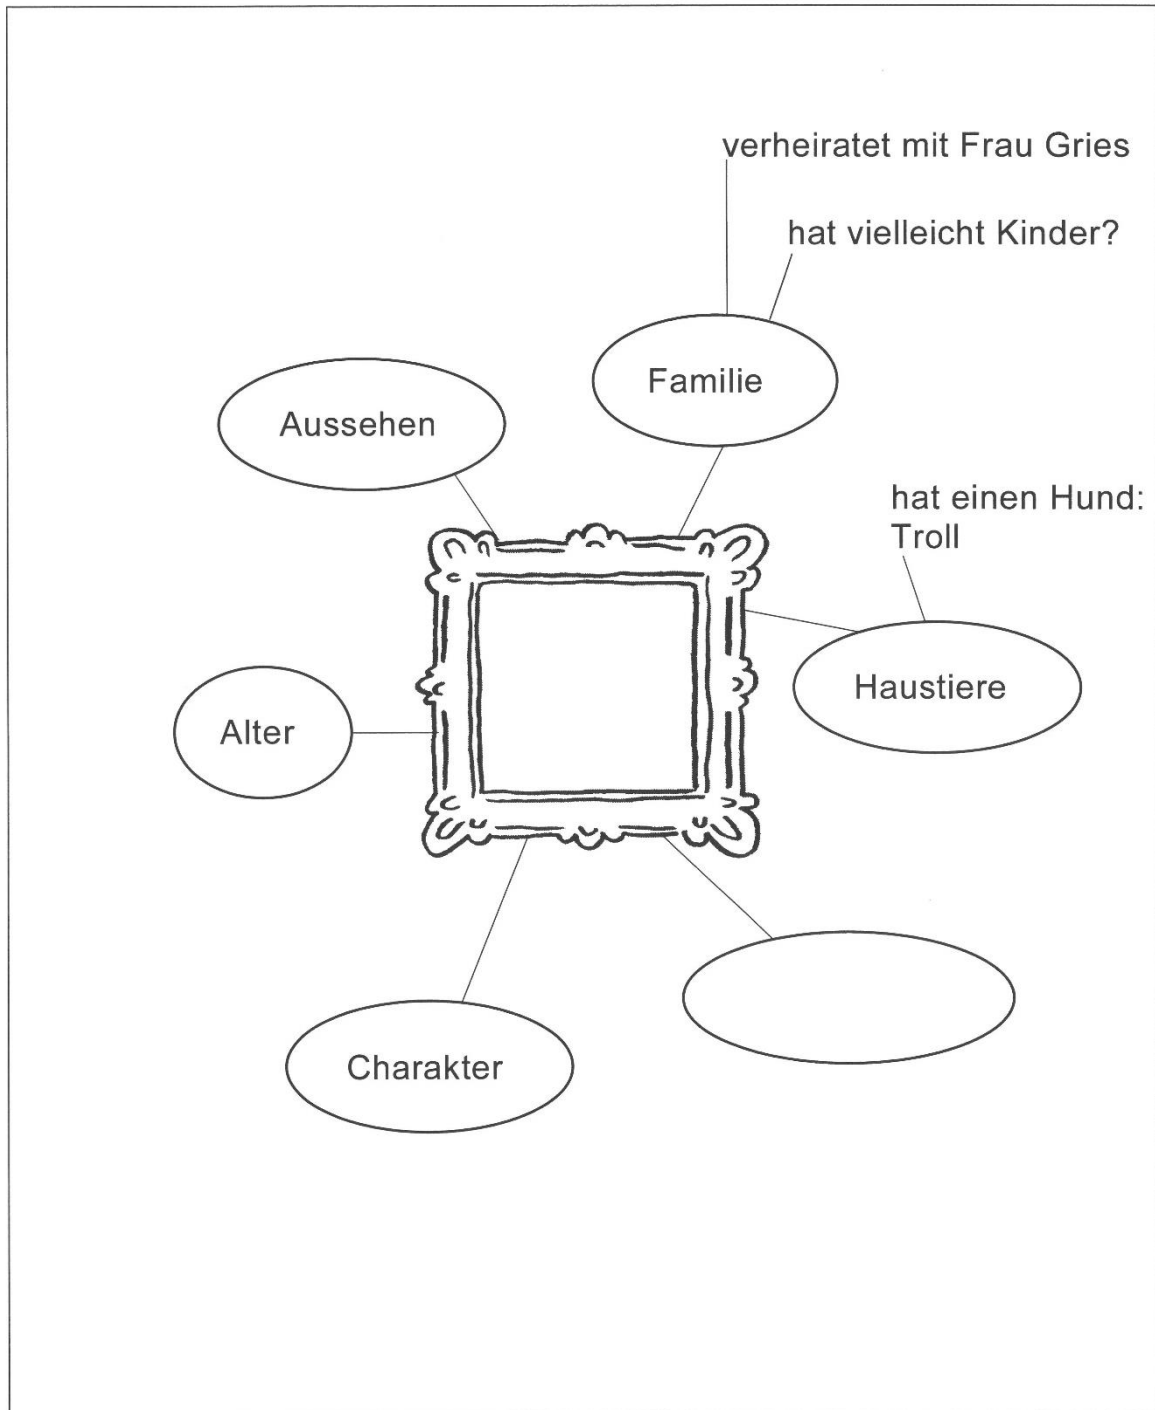 verheiratet mit Frau Gries
hat vielleicht Kinder?
Familie
Aussehen
hat einen Hund:
Troll
Haustiere
Alter
Charakter